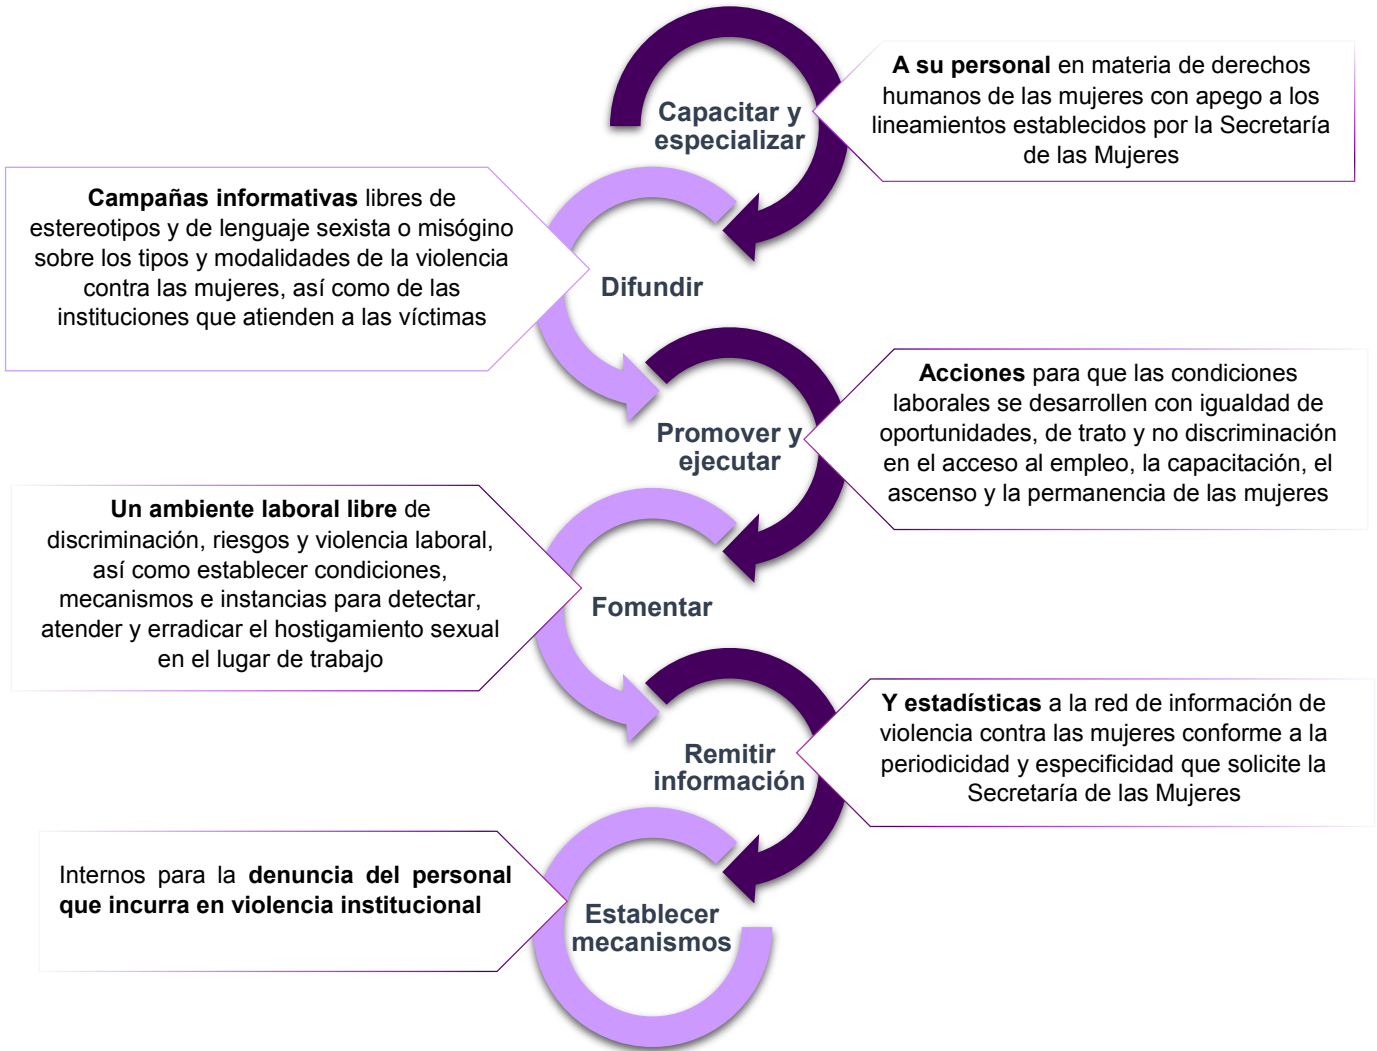 Capacitar y
especializar
A su personal en materia de derechos
humanos de las mujeres con apego a los
lineamientos establecidos por la Secretaría
de las Mujeres
Difundir
Campañas informativas libres de
estereotipos y de lenguaje sexista o misógino
sobre los tipos y modalidades de la violencia
contra las mujeres, así como de las
instituciones que atienden a las víctimas
Promover y
ejecutar
Acciones para que las condiciones
laborales se desarrollen con igualdad de
oportunidades, de trato y no discriminación
en el acceso al empleo, la capacitación, el
ascenso y la permanencia de las mujeres
Fomentar
Un ambiente laboral libre de
discriminación, riesgos y violencia laboral,
así como establecer condiciones,
mecanismos e instancias para detectar,
atender y erradicar el hostigamiento sexual
en el lugar de trabajo
Remitir
información
Y estadísticas a la red de información de
violencia contra las mujeres conforme a la
periodicidad y especificidad que solicite la
Secretaría de las Mujeres
Establecer
mecanismos
Internos para la denuncia del personal
que incurra en violencia institucional